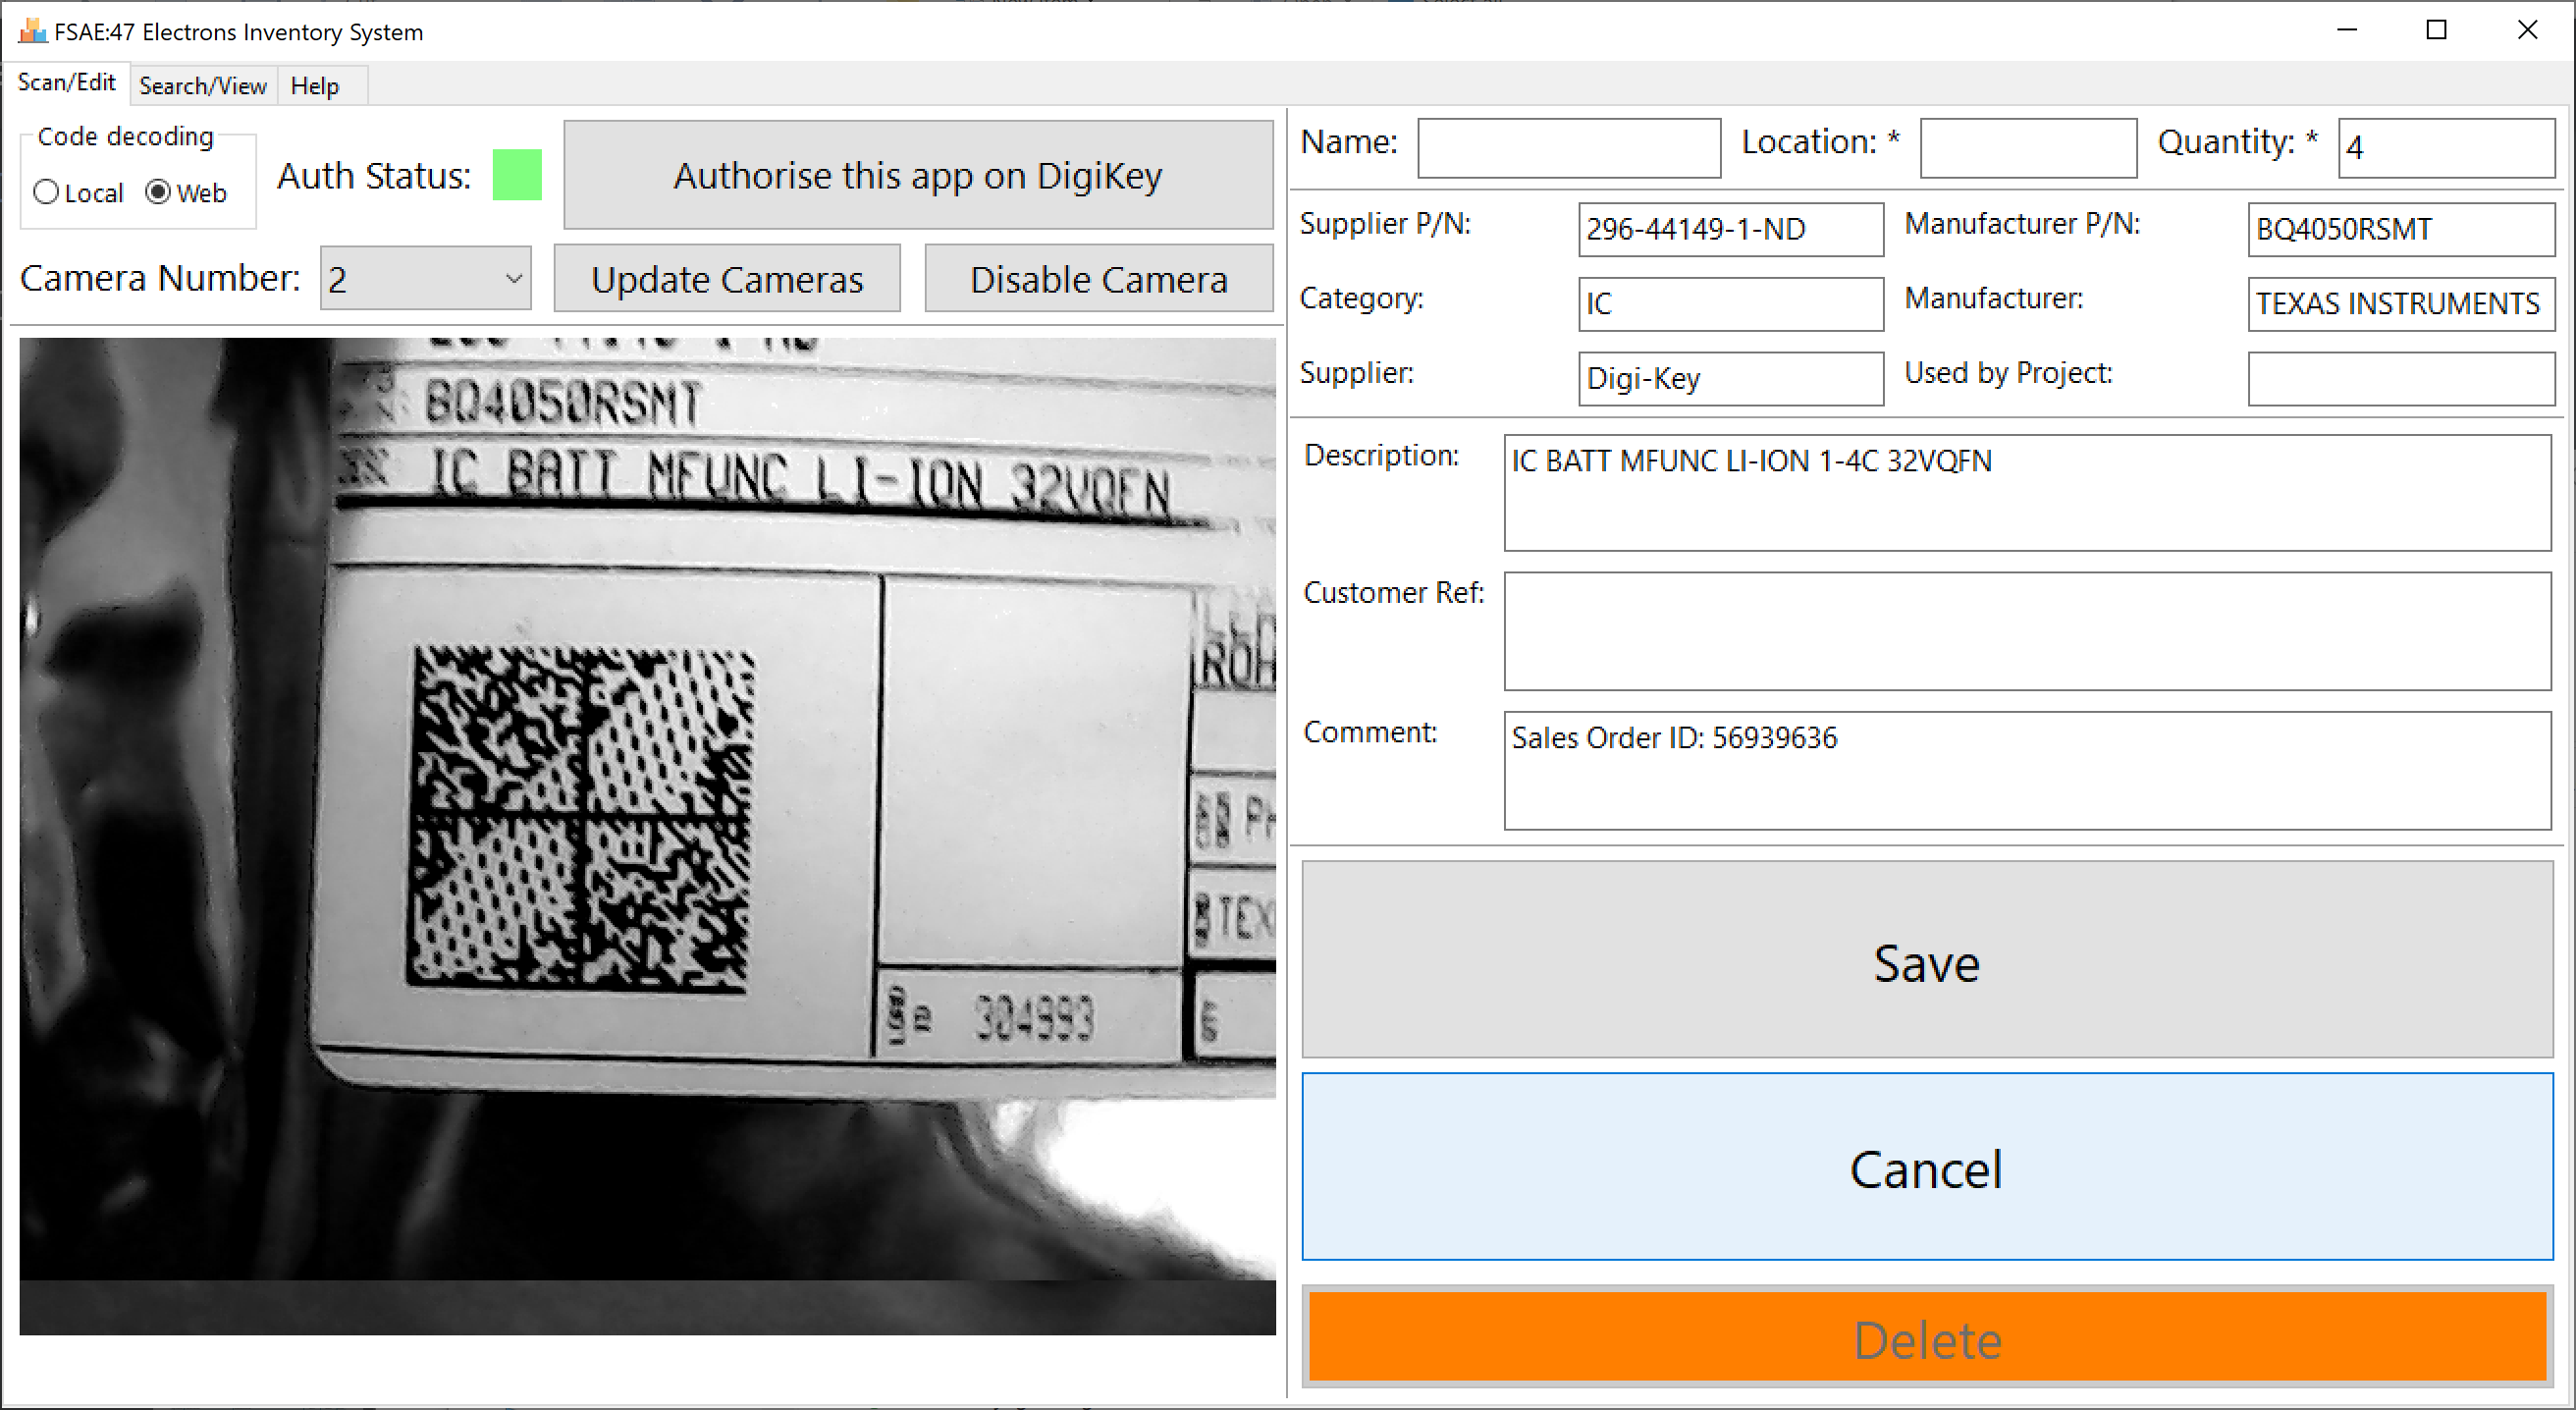 FSAE:47 Electrons Inventory System
Scan/Edit Search/View Help
Code decoding
Local Web
Auth Status:
Authorise this app on DigiKey
Camera Number: 2
Update Cameras
Disable Camera
BQ4050RSMT
IC BATT MFUNC LI-ION 32VQFN
LOAD ID 304993
TEX
Name:
Location: *
Quantity: * 4
Supplier P/N: 296-44149-1-ND
Manufacturer P/N: BQ4050RSMT
Category: IC
Manufacturer: TEXAS INSTRUMENTS
Supplier: Digi-Key
Used by Project:
Description: IC BATT MFUNC LI-ION 1-4C 32VQFN
Customer Ref:
Comment: Sales Order ID: 56939636
Save
Cancel
Delete